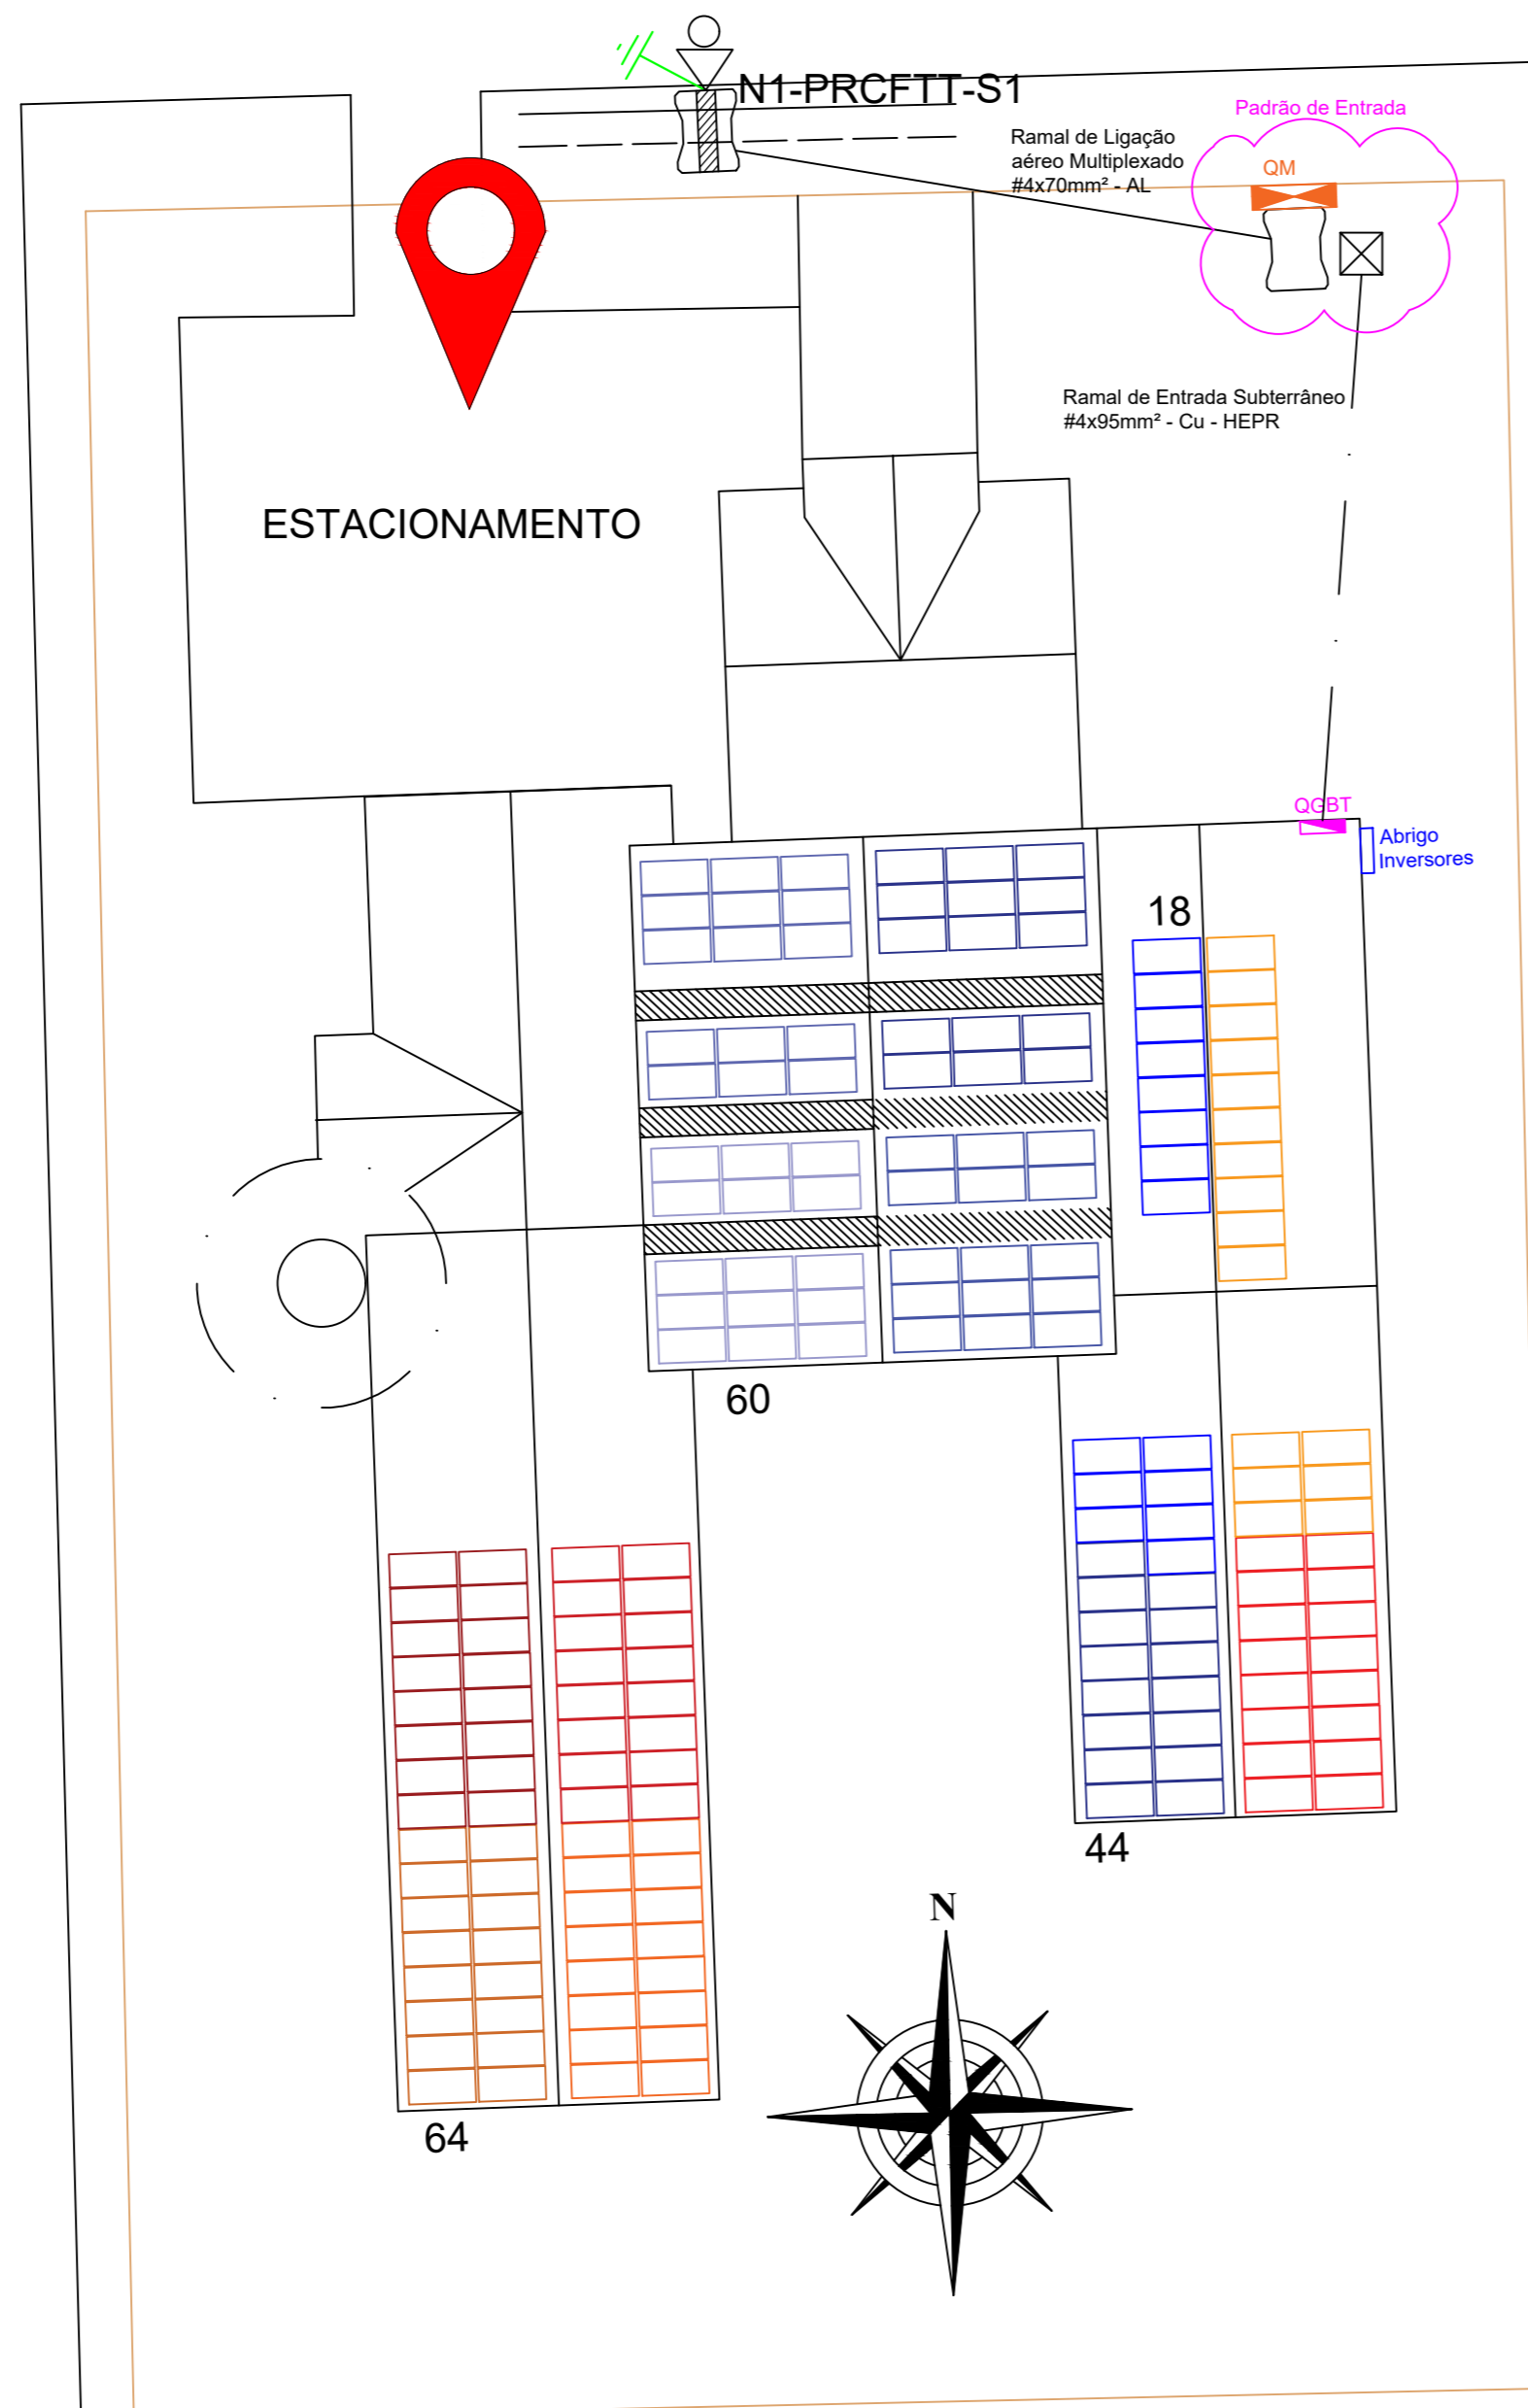 N1-PRCFTT-S1
Padrão de Entrada
Ramal de Ligação
aéreo Multiplexado
#4x70mm² - AL
QM
Ramal de Entrada Subterrâneo
#4x95mm² - Cu - HEPR
ESTACIONAMENTO
QGBT
Abrigo
Inversores
18
60
44
N
64